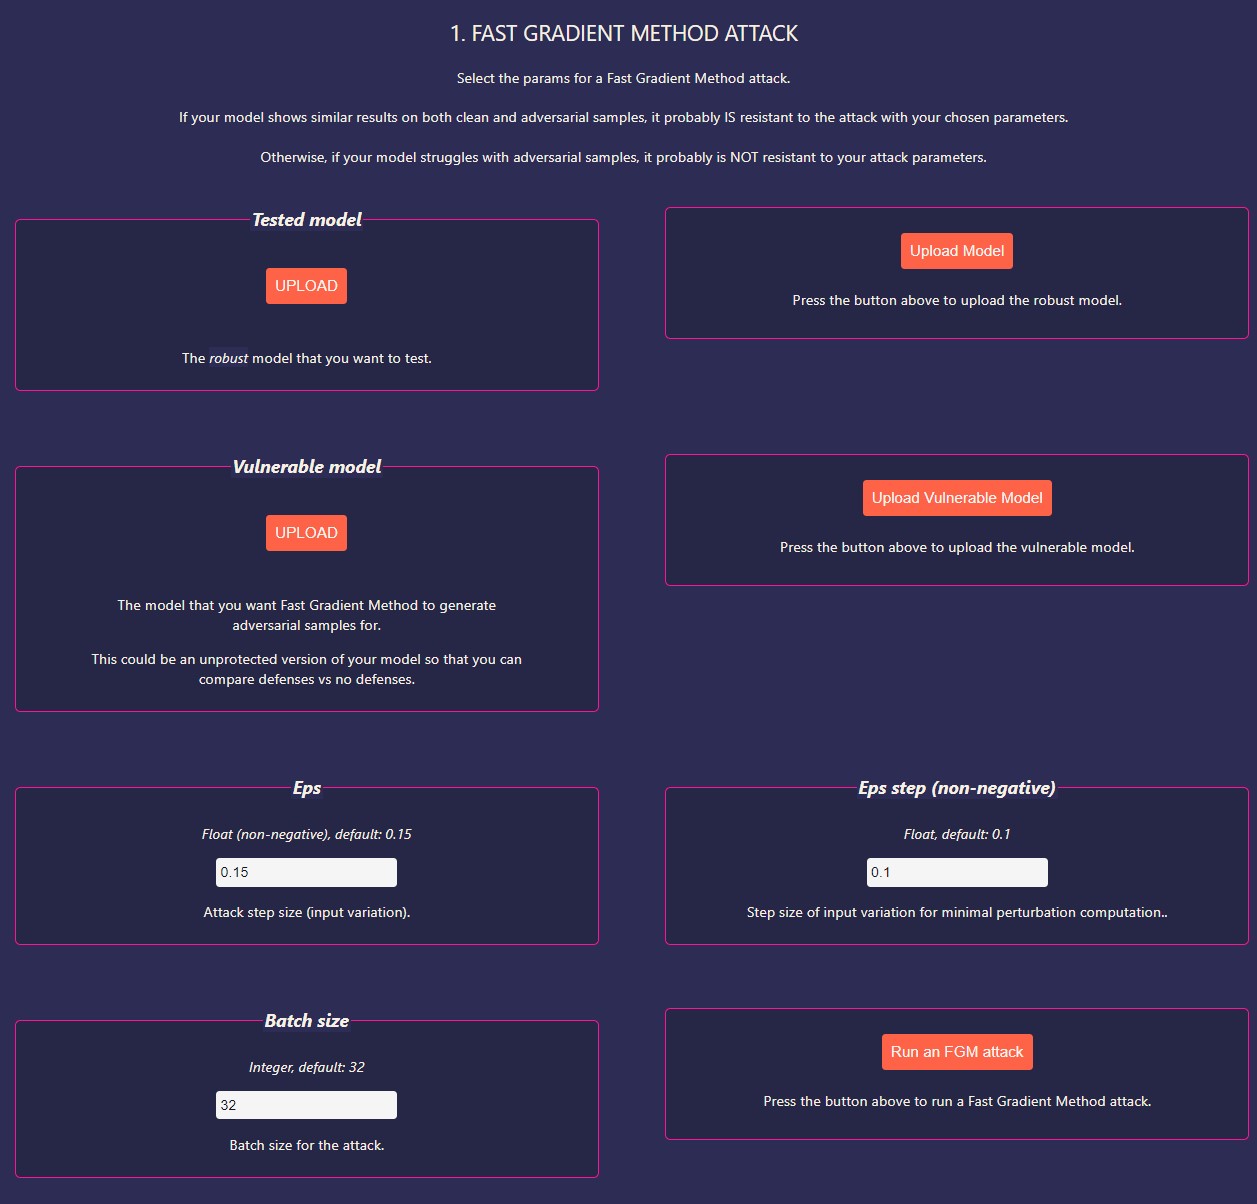 1. FAST GRADIENT METHOD ATTACK
Select the params for a Fast Gradient Method attack.
If your model shows similar results on both clean and adversarial samples, it probably IS resistant to the attack with your chosen parameters.
Otherwise, if your model struggles with adversarial samples, it probably is NOT resistant to your attack parameters.
Tested model
UPLOAD
The robust model that you want to test.
Upload Model
Press the button above to upload the robust model.
Vulnerable model
UPLOAD
The model that you want Fast Gradient Method to generate
adversarial samples for.
This could be an unprotected version of your model so that you can
compare defenses vs no defenses.
Upload Vulnerable Model
Press the button above to upload the vulnerable model.
Eps
Float (non-negative), default: 0.15
0.15
Attack step size (input variation).
Eps step (non-negative)
Float, default: 0.1
0.1
Step size of input variation for minimal perturbation computation..
Batch size
Integer, default: 32
32
Batch size for the attack.
Run an FGM attack
Press the button above to run a Fast Gradient Method attack.